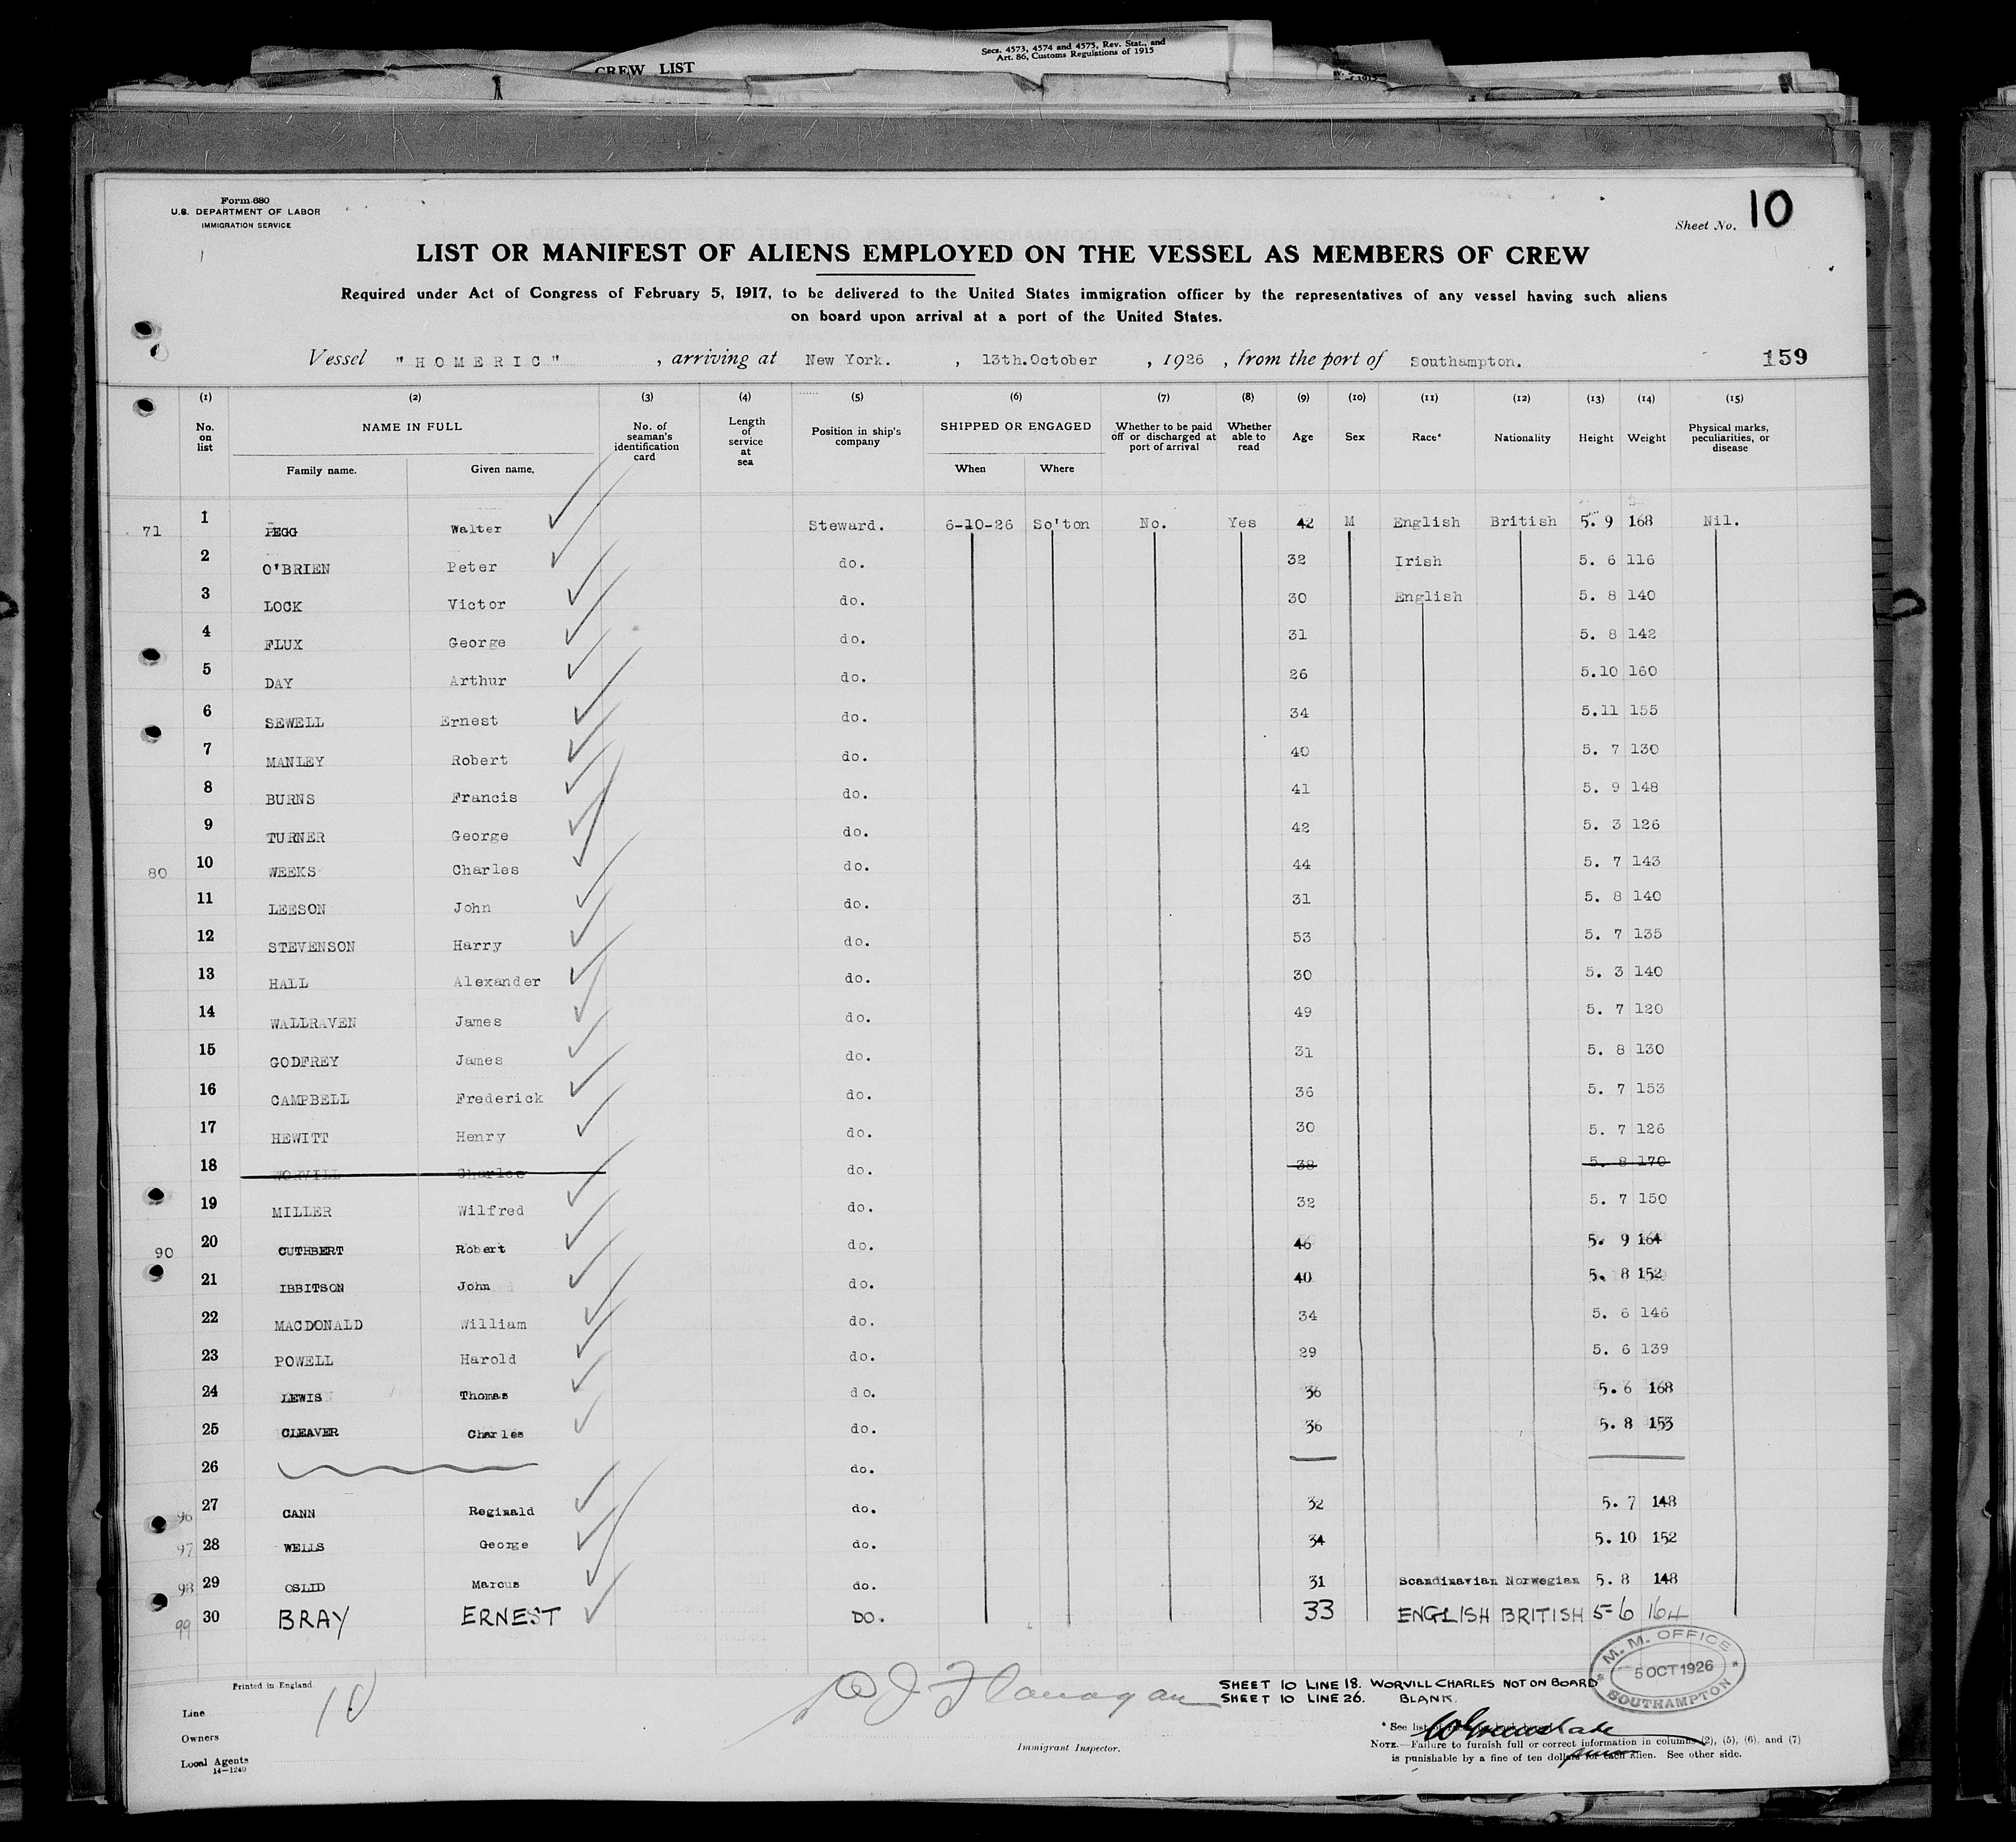 CREW LIST
Secs. 4573, 4574 and 4575, Rev. Stat., and
Art. 86, Customs Regulations of 1915
Form 680
U.S. DEPARTMENT OF LABOR
IMMIGRATION SERVICE
Sheet No. 10
LIST OR MANIFEST OF ALIENS EMPLOYED ON THE VESSEL AS MEMBERS OF CREW
Required under Act of Congress of February 5, 1917, to be delivered to the United States immigration officer by the representatives of any vessel having such aliens
on board upon arrival at a port of the United States.
Vessel "HOMERIC", arriving at New York. , 13th.October , 1926 , from the port of Southampton. 159
(1) (2) (3) (4) (5) (6) (7) (8) (9) (10) (11) (12) (13) (14) (15)
No. on list NAME IN FULL Family name. Given name. No. of seaman's identification card Length of service at sea Position in ship's company SHIPPED OR ENGAGED When Where Whether to be paid off or discharged at port of arrival Whether able to read Age Sex Race* Nationality Height Weight Physical marks, peculiarities, or disease
71 1 PEGG Walter Steward. 6-10-26 So'ton No. Yes 42 M English British 5. 9 168 Nil.
2 O'BRIEN Peter do. 32 Irish 5. 6 116
3 LOCK Victor do. 30 English 5. 8 140
4 FLUX George do. 31 5. 8 142
5 DAY Arthur do. 26 5.10 160
6 SEWELL Ernest do. 34 5.11 155
7 MANLEY Robert do. 40 5. 7 130
8 BURNS Francis do. 41 5. 9 148
9 TURNER George do. 42 5. 3 126
80 10 WEEKS Charles do. 44 5. 7 143
11 LEESON John do. 31 5. 8 140
12 STEVENSON Harry do. 53 5. 7 135
13 HALL Alexander do. 30 5. 3 140
14 WALLRAVEN James do. 49 5. 7 120
15 GODFREY James do. 31 5. 8 130
16 CAMPBELL Frederick do. 36 5. 7 153
17 HEWITT Henry do. 30 5. 7 126
18 WORVILL Charles do. 38 5. 8 170
19 MILLER Wilfred do. 32 5. 7 150
90 20 CUTHBERT Robert do. 46 5. 9 164
21 IBBITSON John do. 40 5. 8 152
22 MACDONALD William do. 34 5. 6 146
23 POWELL Harold do. 29 5. 6 139
24 LEWIS Thomas do. 36 5. 6 168
25 CLEAVER Charles do. 36 5. 8 153
26 do.
96 27 CANN Reginald do. 32 5. 7 148
97 28 WELLS George do. 34 5. 10 152
98 29 OSLID Marcus do. 31 Scandinavian Norwegian 5. 8 148
99 30 BRAY ERNEST DO. 33 ENGLISH BRITISH 5-6 164
M. M. OFFICE
5 OCT 1926
SOUTHAMPTON
Printed in England
10
Line
Owners
Local Agents
14—1240
Flanagan
Immigrant Inspector.
SHEET 10 LINE 18. WORVILL CHARLES NOT ON BOARD
SHEET 10 LINE 26. BLANK.
* See list of
NOTE.—Failure to furnish full or correct information in columns (2), (5), (6), and (7)
is punishable by a fine of ten dollars for each alien. See other side.